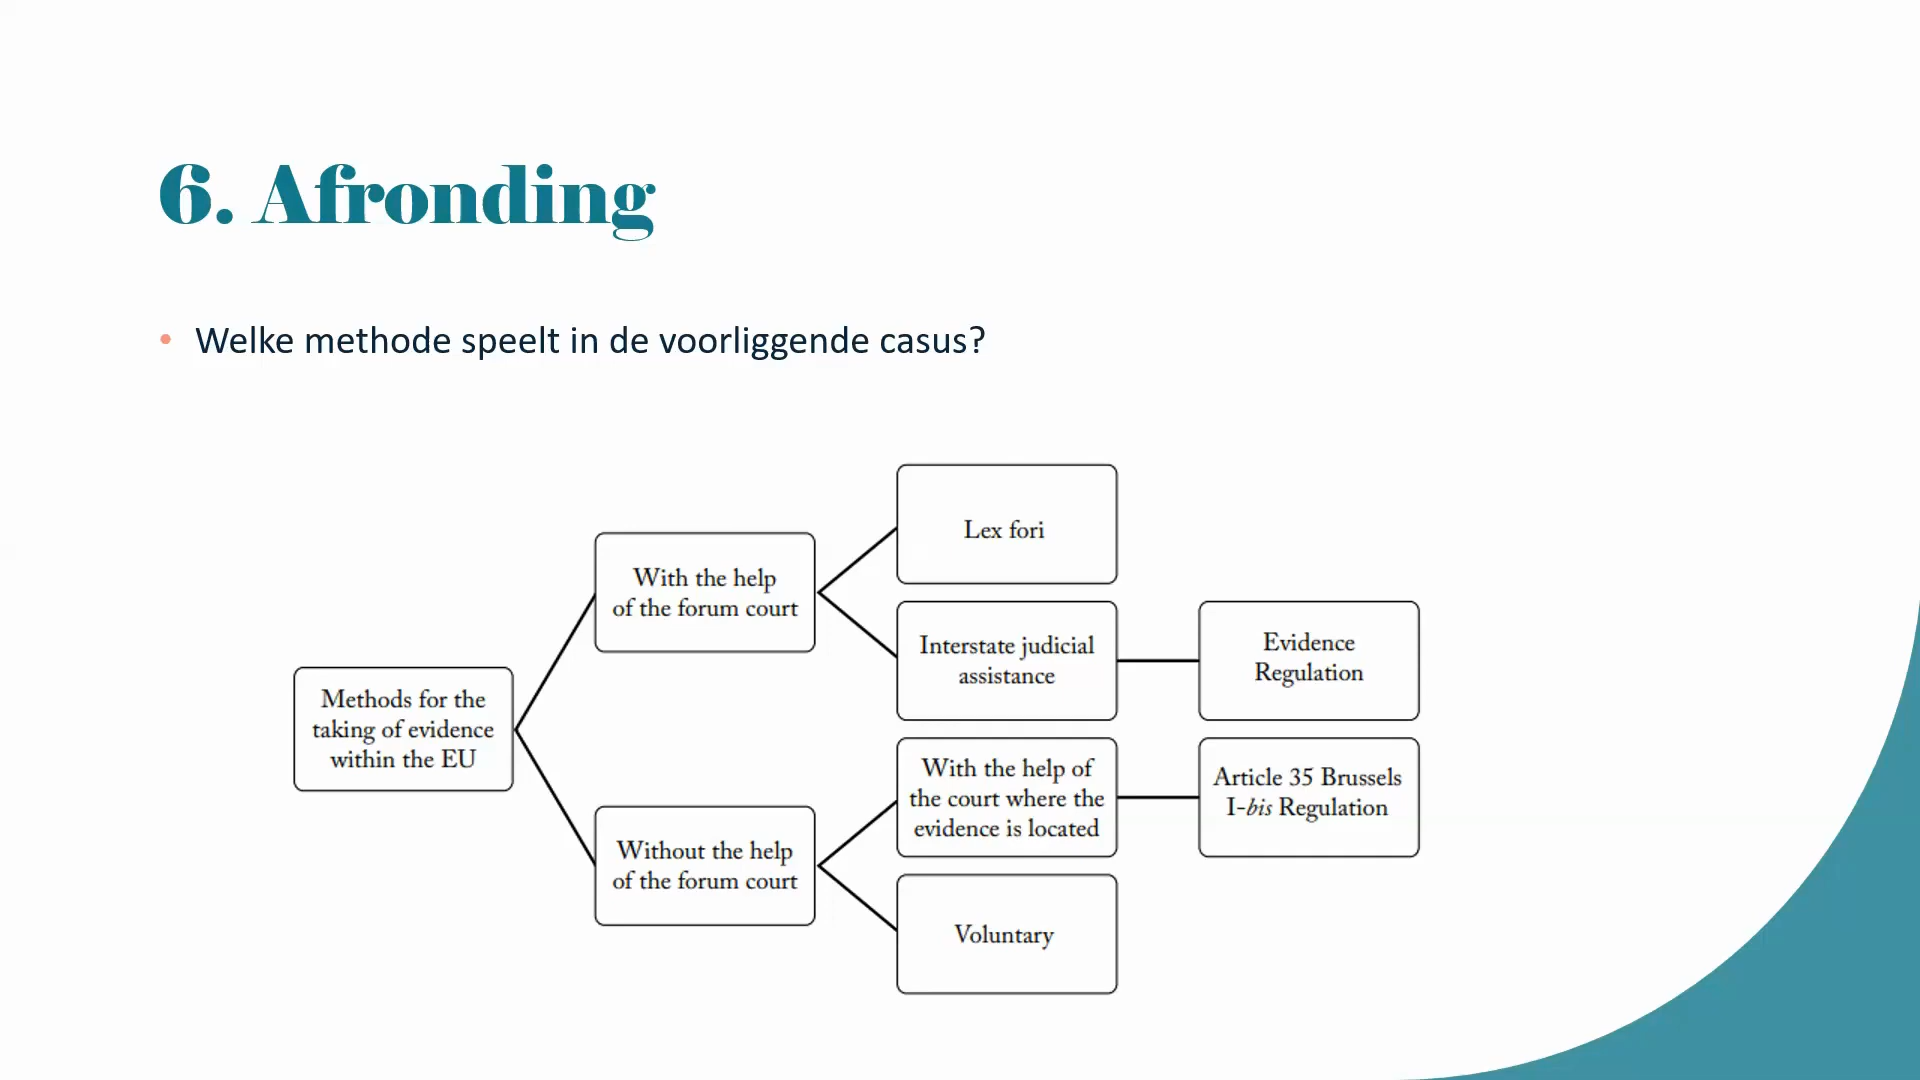 6. Afronding
• Welke methode speelt in de voorliggende casus?
Methods for the
taking of evidence
within the EU
With the help
of the forum court
Lex fori
Interstate judicial
assistance
Evidence
Regulation
Without the help
of the forum court
With the help of
the court where the
evidence is located
Article 35 Brussels
I-bis Regulation
Voluntary